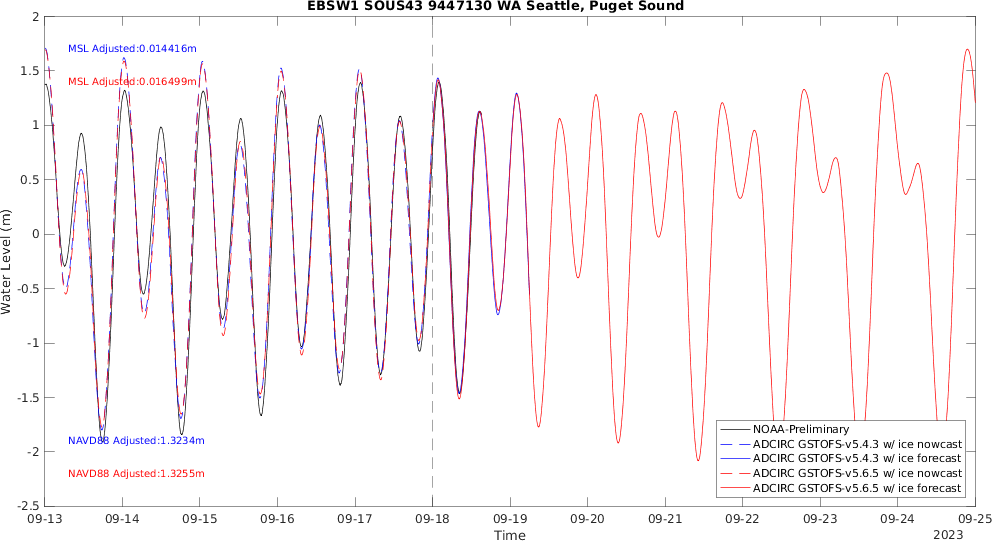 EBSW1 SOUS43 9447130 WA Seattle, Puget Sound
MSL Adjusted:0.014416m
MSL Adjusted:0.016499m
NAVD88 Adjusted:1.3234m
NAVD88 Adjusted:1.3255m
Water Level (m)
2
1.5
1
0.5
0
-0.5
-1
-1.5
-2
-2.5
NOAA-Preliminary
ADCIRC GSTOFS-v5.4.3 w/ ice nowcast
ADCIRC GSTOFS-v5.4.3 w/ ice forecast
ADCIRC GSTOFS-v5.6.5 w/ ice nowcast
ADCIRC GSTOFS-v5.6.5 w/ ice forecast
09-13 09-14 09-15 09-16 09-17 09-18 09-19 09-20 09-21 09-22 09-23 09-24 09-25
Time
2023